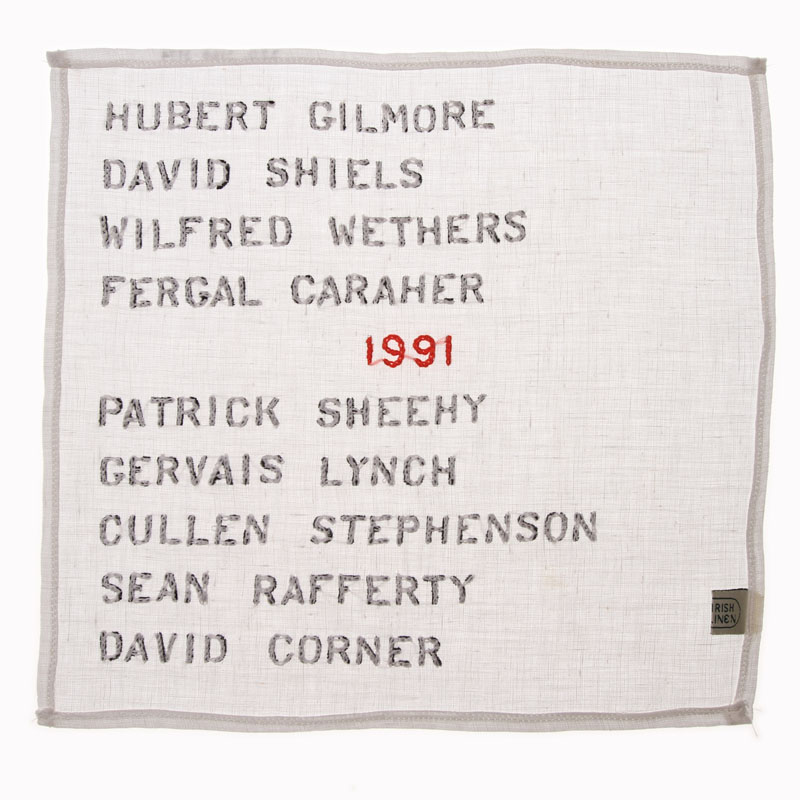 HUBERT GILMORE
DAVID SHIELS
WILFRED WETHERS
FERGAL CARAHER
1991
PATRICK SHEEHY
GERVAIS LYNCH
CULLEN STEPHENSON
SEAN RAFFERTY
DAVID CORNER
IRISH
LINEN